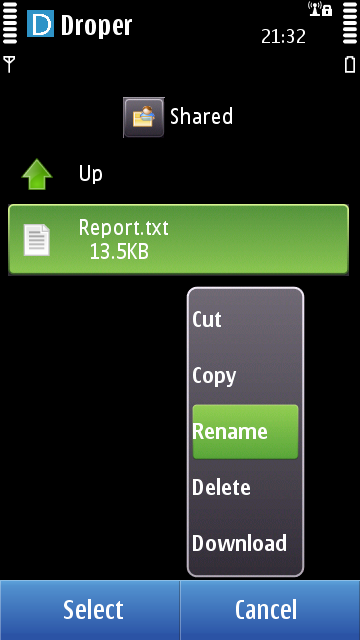 D Droper
21:32
Shared
Up
Report.txt
13.5KB
Cut
Copy
Rename
Delete
Download
Select Cancel